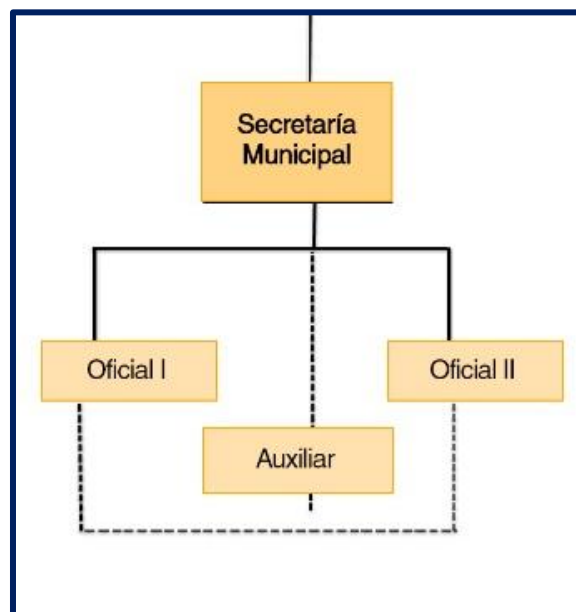 Secretaría
Municipal
Oficial I
Oficial II
Auxiliar